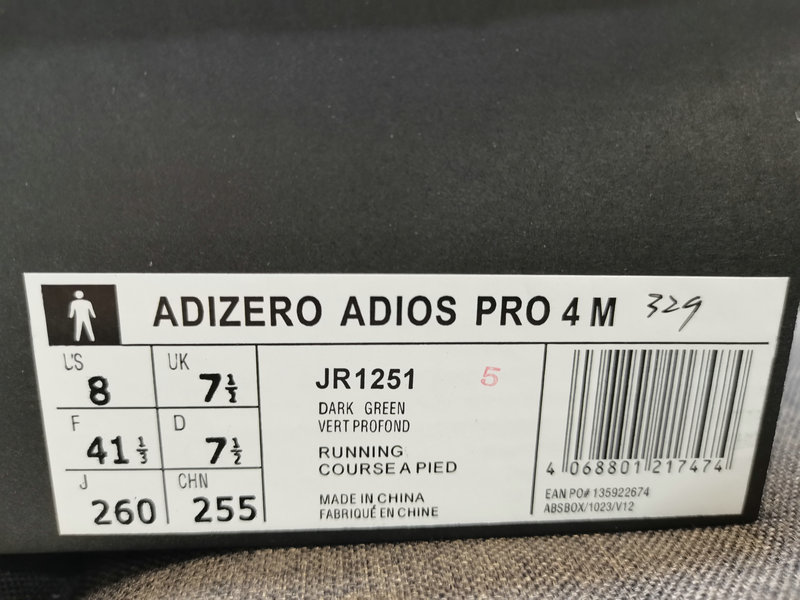 ADIZERO ADIOS PRO 4 M 329
US 8
UK 7½
F 41⅓
D 7½
J 260
CHN 255
JR1251 5
DARK GREEN
VERT PROFOND
RUNNING
COURSE A PIED
MADE IN CHINA
FABRIQUÉ EN CHINE
4 068801 217474
EAN PO# 135922674
ABSBOX/1023/V12